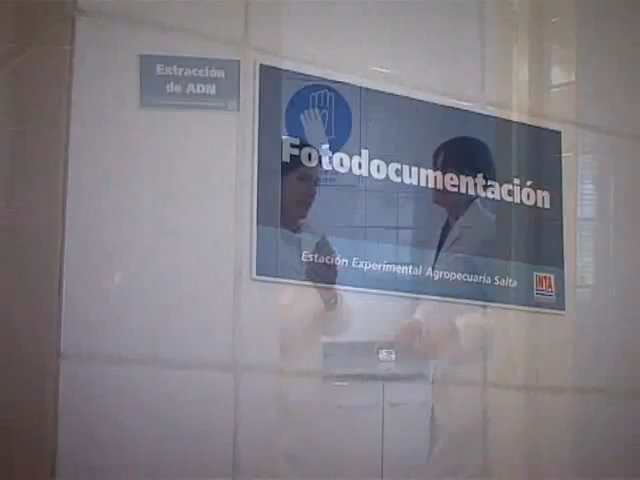 Extracción
de ADN
Fotodocumentación
Estación Experimental Agropecuaria Salta
INTA